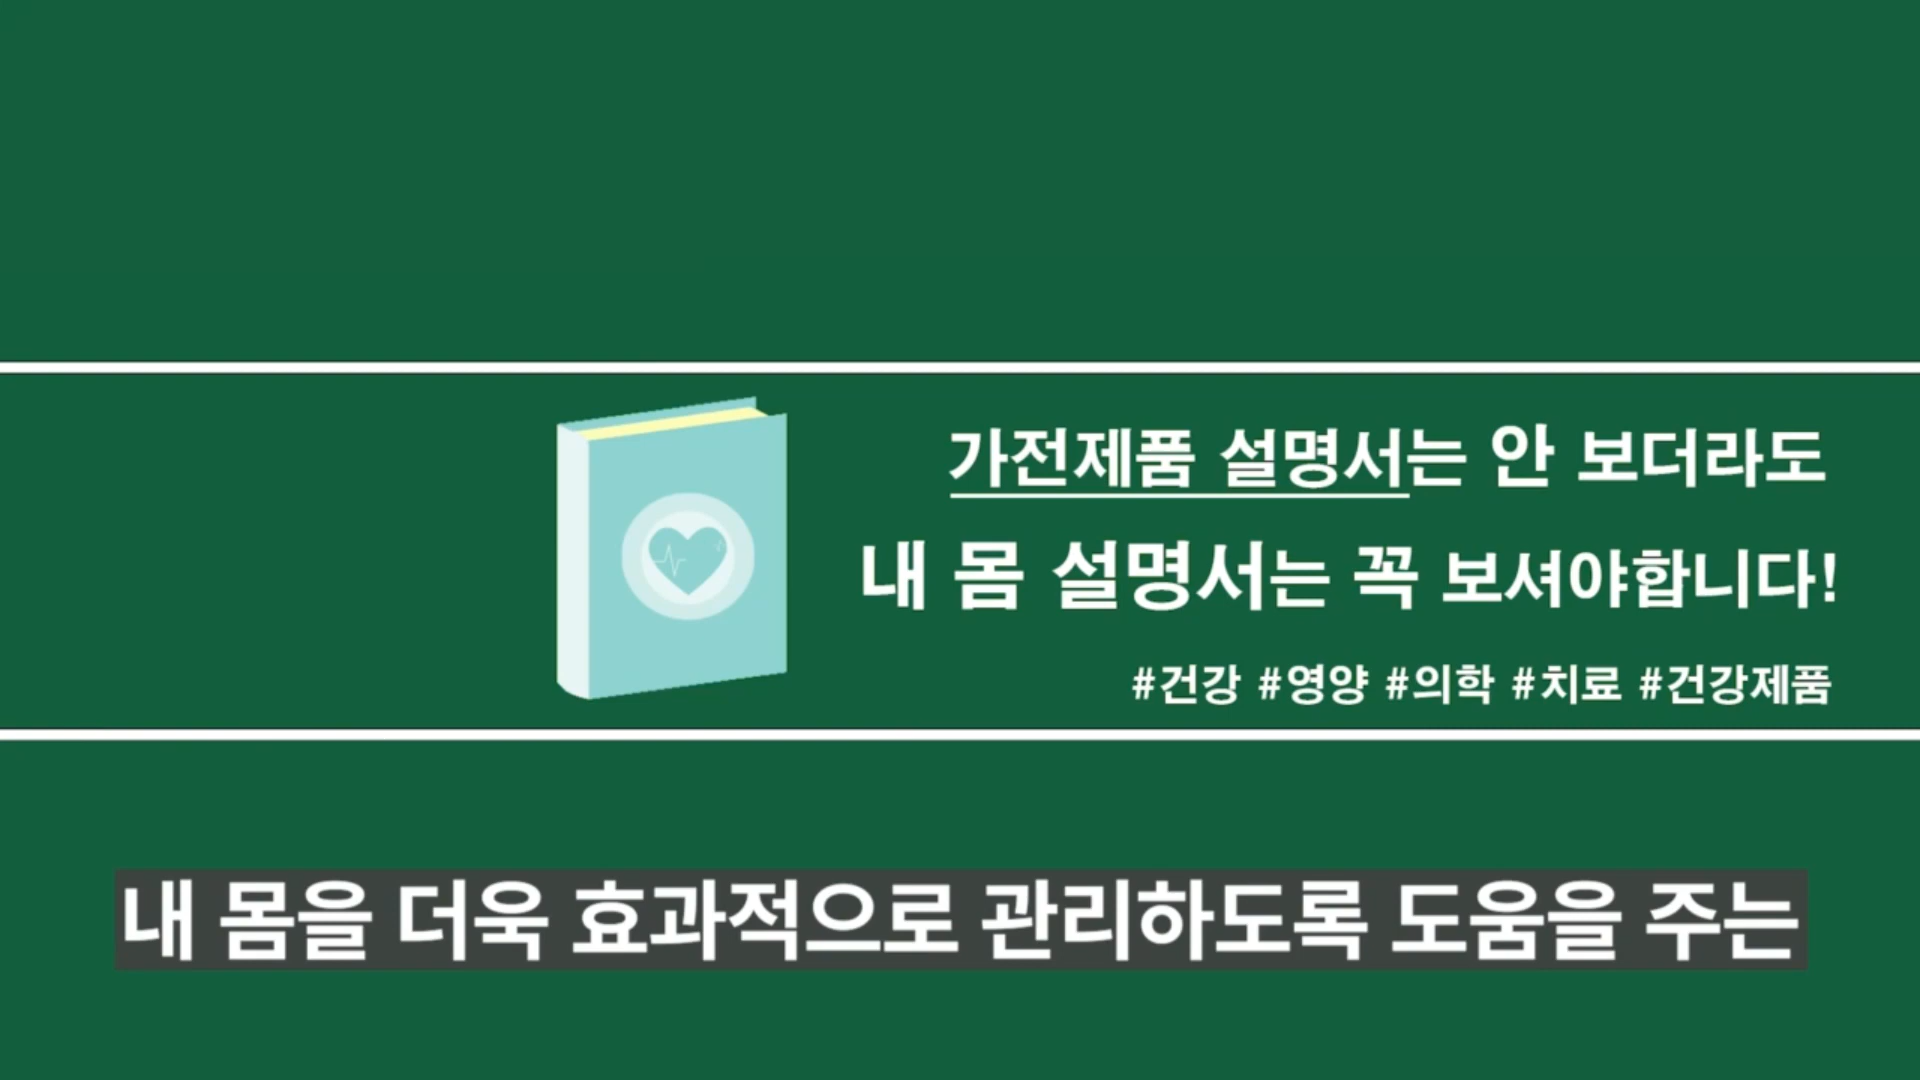 가전제품 설명서는 안 보더라도
내 몸 설명서는 꼭 보셔야합니다!
#건강 #영양 #의학 #치료 #건강제품
내 몸을 더욱 효과적으로 관리하도록 도움을 주는